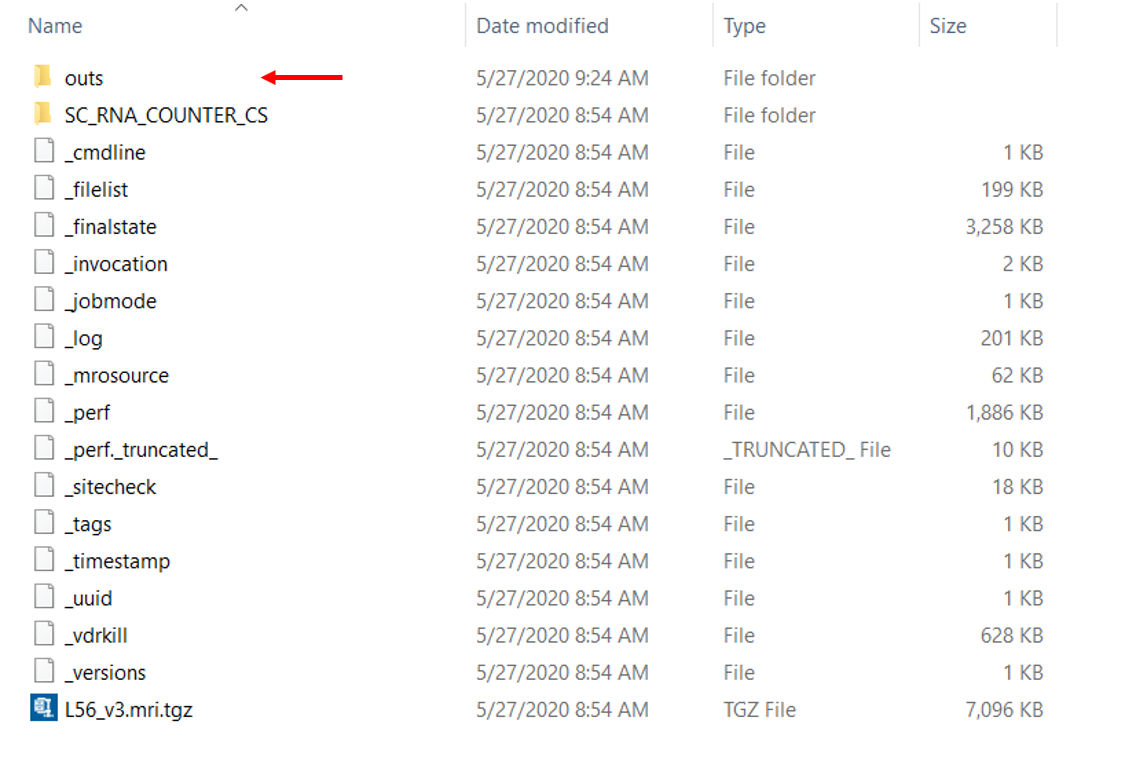 Name Date modified Type Size
outs 5/27/2020 9:24 AM File folder
SC_RNA_COUNTER_CS 5/27/2020 8:54 AM File folder
_cmdline 5/27/2020 8:54 AM File 1 KB
_filelist 5/27/2020 8:54 AM File 199 KB
_finalstate 5/27/2020 8:54 AM File 3,258 KB
_invocation 5/27/2020 8:54 AM File 2 KB
_jobmode 5/27/2020 8:54 AM File 1 KB
_log 5/27/2020 8:54 AM File 201 KB
_mrosource 5/27/2020 8:54 AM File 62 KB
_perf 5/27/2020 8:54 AM File 1,886 KB
_perf._truncated_ 5/27/2020 8:54 AM _TRUNCATED_ File 10 KB
_sitecheck 5/27/2020 8:54 AM File 18 KB
_tags 5/27/2020 8:54 AM File 1 KB
_timestamp 5/27/2020 8:54 AM File 1 KB
_uuid 5/27/2020 8:54 AM File 1 KB
_vdrkill 5/27/2020 8:54 AM File 628 KB
_versions 5/27/2020 8:54 AM File 1 KB
L56_v3.mri.tgz 5/27/2020 8:54 AM TGZ File 7,096 KB